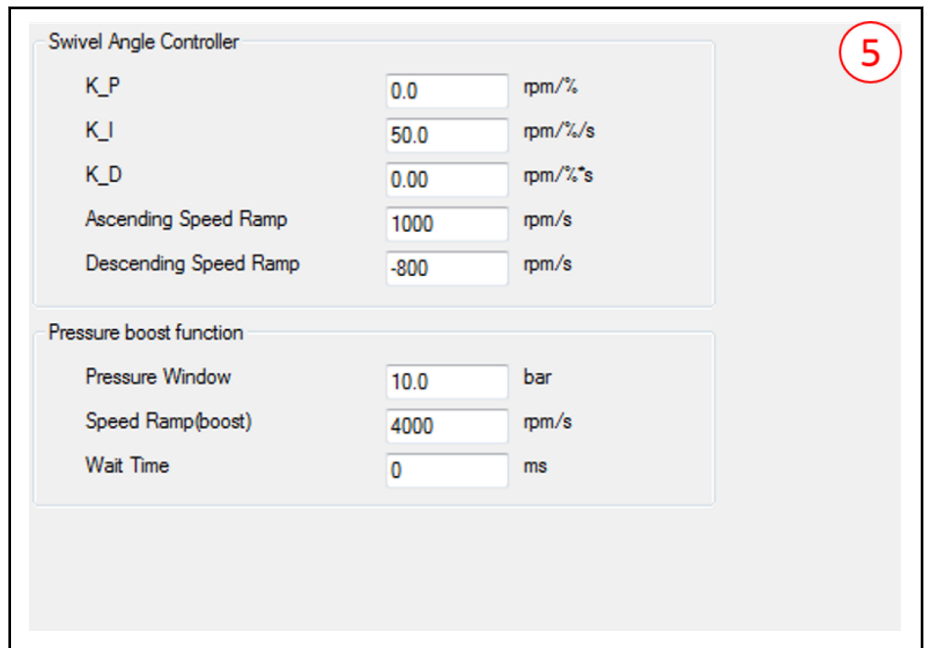 Swivel Angle Controller
5
K_P 0.0 rpm/%
K_I 50.0 rpm/%/s
K_D 0.00 rpm/%*s
Ascending Speed Ramp 1000 rpm/s
Descending Speed Ramp -800 rpm/s
Pressure boost function
Pressure Window 10.0 bar
Speed Ramp(boost) 4000 rpm/s
Wait Time 0 ms